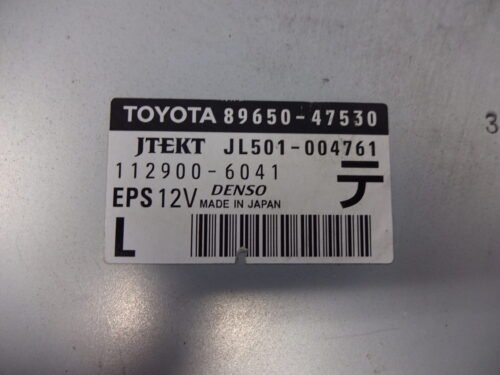 TOYOTA 89650-47530
JTEKT JL501-004761
112900-6041
DENSO
EPS 12V MADE IN JAPAN
テ
L
3